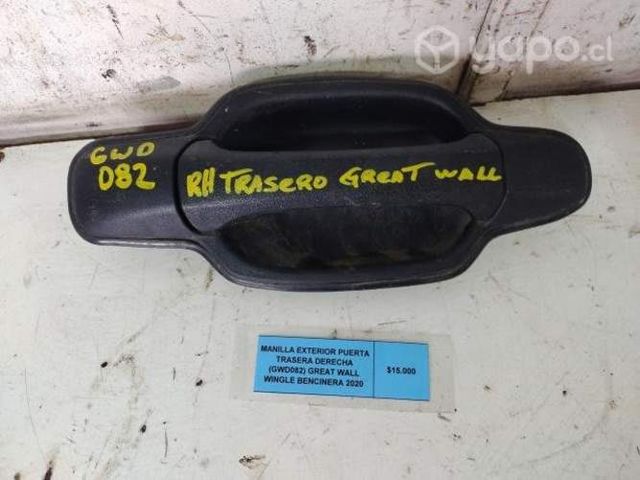 yapo.cl
GWD
082
RH TRASERO GREAT WALL
MANILLA EXTERIOR PUERTA
TRASERA DERECHA
(GWD082) GREAT WALL
WINGLE BENCINERA 2020
$15.000